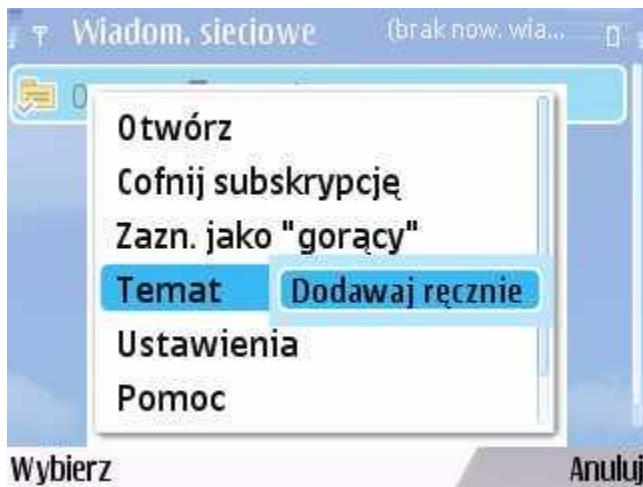 Wiadom. sieciowe (brak now. wia...
Otwórz
Cofnij subskrypcję
Zazn. jako "gorący"
Temat Dodawaj ręcznie
Ustawienia
Pomoc
Wybierz Anuluj